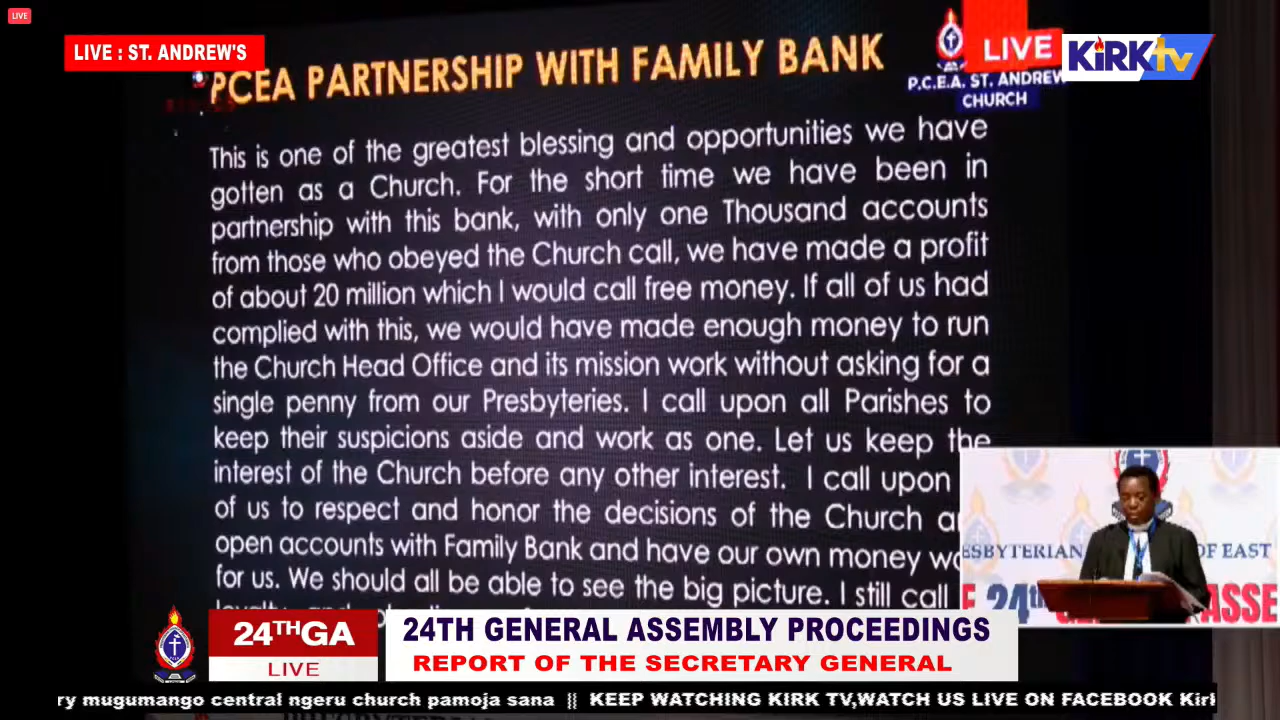 LIVE
LIVE : ST. ANDREW'S
PCEA PARTNERSHIP WITH FAMILY BANK
LIVE
KiRKtv
P.C.E.A. ST. ANDREW
CHURCH
This is one of the greatest blessing and opportunities we have
gotten as a Church. For the short time we have been in
partnership with this bank, with only one Thousand accounts
from those who obeyed the Church call, we have made a profit
of about 20 million which I would call free money. If all of us had
complied with this, we would have made enough money to run
the Church Head Office and its mission work without asking for a
single penny from our Presbyteries. I call upon all Parishes to
keep their suspicions aside and work as one. Let us keep the
interest of the Church before any other interest. I call upon
of us to respect and honor the decisions of the Church a
open accounts with Family Bank and have our own money wo
for us. We should all be able to see the big picture. I still call
ESBYTERIAN OF EAST
24th ASSE
24THGA
LIVE
24TH GENERAL ASSEMBLY PROCEEDINGS
REPORT OF THE SECRETARY GENERAL
ry mugumango central ngeru church pamoja sana || KEEP WATCHING KIRK TV,WATCH US LIVE ON FACEBOOK Kirk